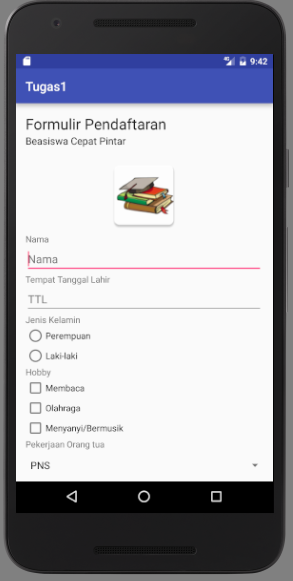 9:42
Tugas1
Formulir Pendaftaran
Beasiswa Cepat Pintar
Nama
Nama
Tempat Tanggal Lahir
TTL
Jenis Kelamin
Perempuan
Laki-laki
Hobby
Membaca
Olahraga
Menyanyi/Bermusik
Pekerjaan Orang tua
PNS